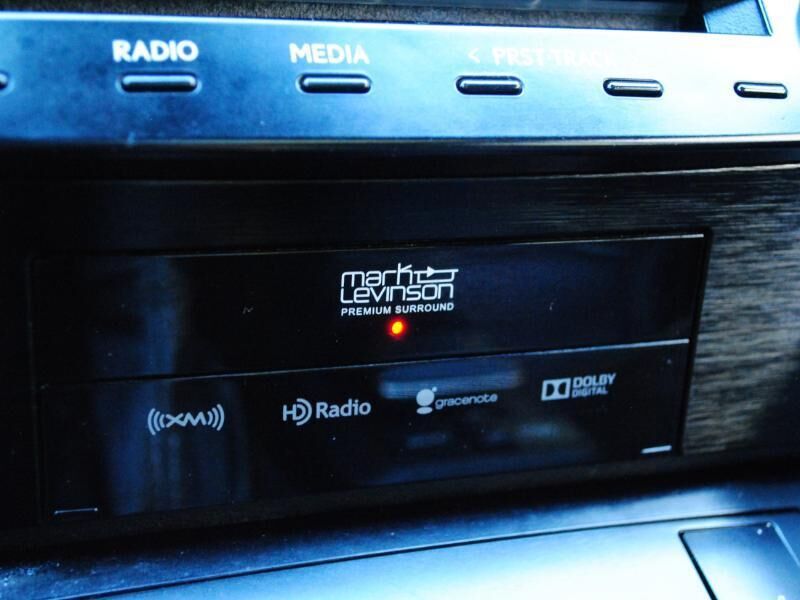 RADIO MEDIA < PRST·TRACK >
mark
LEVINSON
PREMIUM SURROUND
(((XM)))
HD Radio
gracenote
DOLBY
DIGITAL